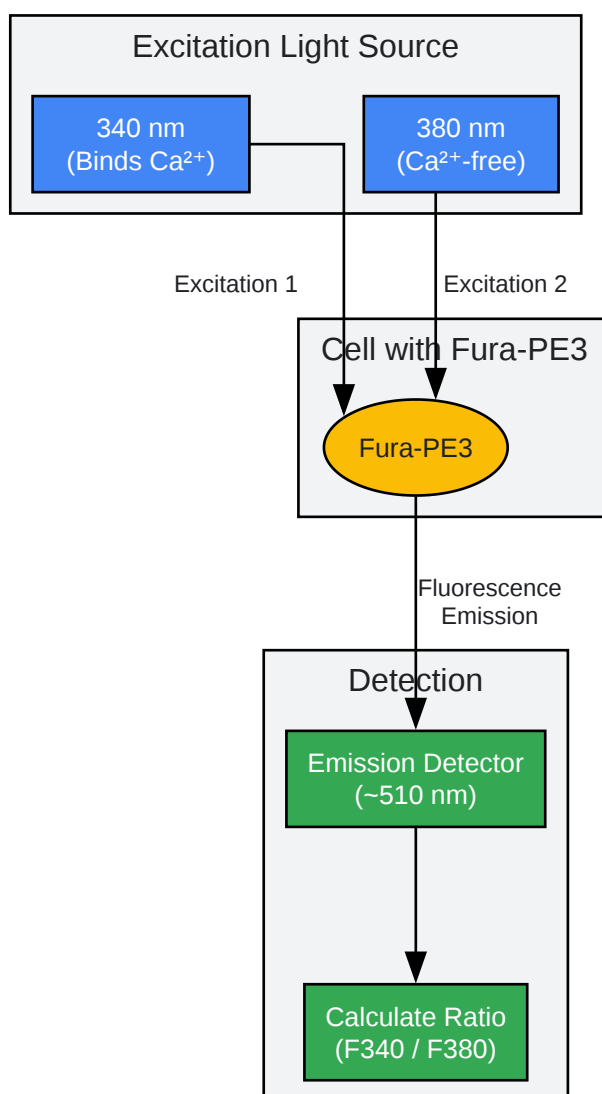 Excitation Light Source
340 nm
(Binds Ca²⁺)
380 nm
(Ca²⁺-free)
Excitation 1
Excitation 2
Cell with Fura-PE3
Fura-PE3
Fluorescence
Emission
Detection
Emission Detector
(~510 nm)
Calculate Ratio
(F340 / F380)